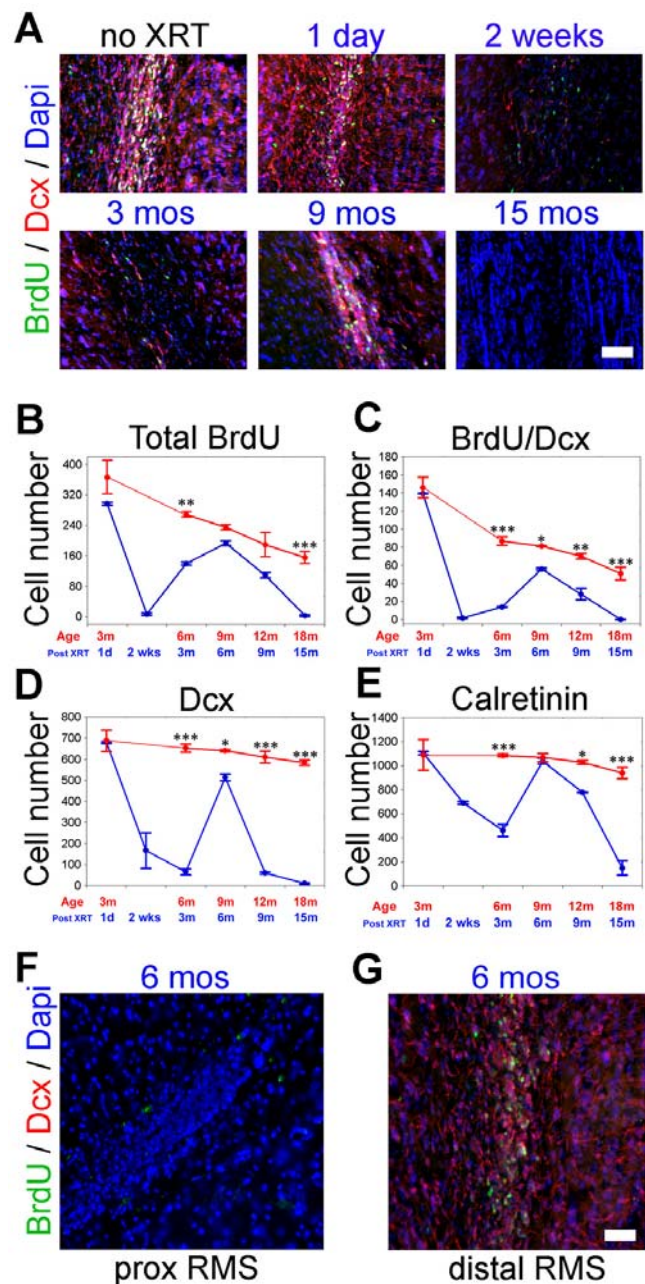 A
no XRT
1 day
2 weeks
BrdU / Dcx / Dapi
3 mos
9 mos
15 mos
B
Total BrdU
Cell number
400
320
240
160
80
0
**
***
Age 3m 6m 9m 12m 18m
Post XRT 1d 2 wks 3m 6m 9m 15m
C
BrdU/Dcx
Cell number
180
160
140
120
100
80
60
40
20
0
***
*
**
***
3m 6m 9m 12m 18m
1d 2 wks 3m 6m 9m 15m
D
Dcx
Cell number
800
700
600
500
400
300
200
100
0
***
*
***
***
Age 3m 6m 9m 12m 18m
Post XRT 1d 2 wks 3m 6m 9m 15m
E
Calretinin
Cell number
1400
1200
1000
800
600
400
200
0
***
*
***
Age 3m 6m 9m 12m 18m
Post XRT 1d 2 wks 3m 6m 9m 15m
F
6 mos
BrdU / Dcx / Dapi
prox RMS
G
6 mos
distal RMS